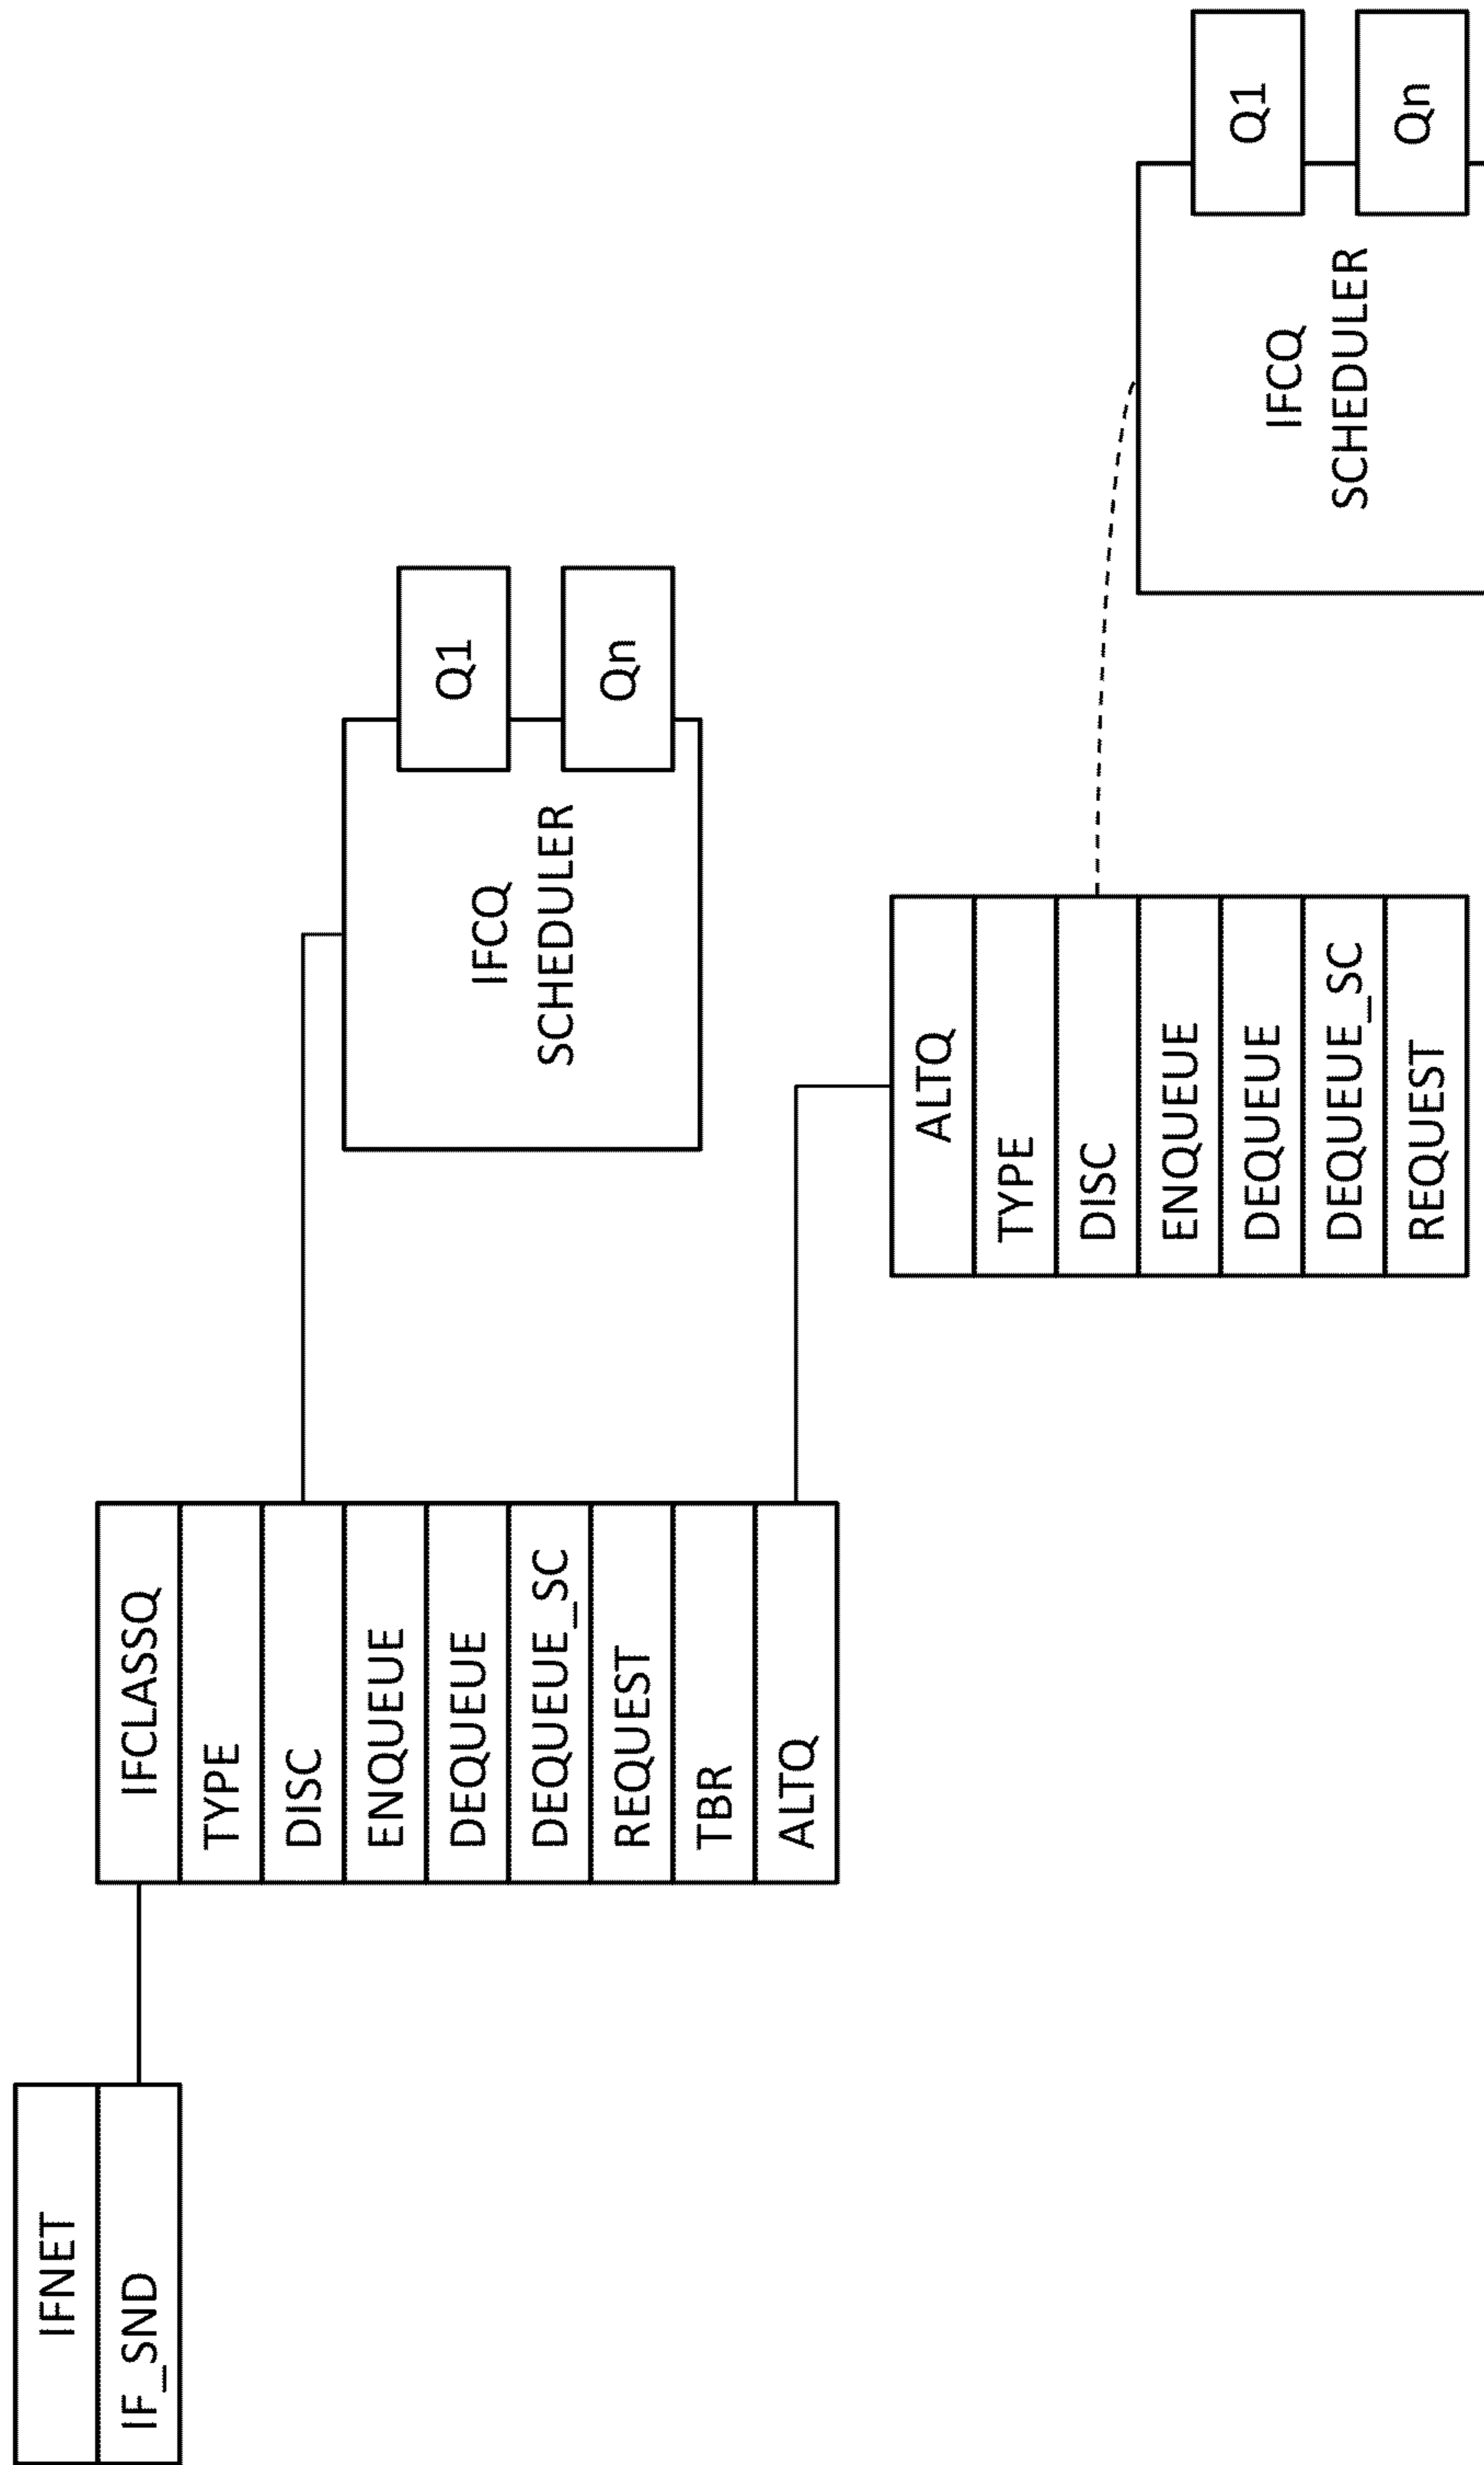 IFNET
IF_SND
IFCLASSQ
TYPE
DISC
ENQUEUE
DEQUEUE
DEQUEUE_SC
REQUEST
TBR
ALTQ
IFCQ
SCHEDULER
Q1
Qn
ALTQ
TYPE
DISC
ENQUEUE
DEQUEUE
DEQUEUE_SC
REQUEST
IFCQ
SCHEDULER
Q1
Qn